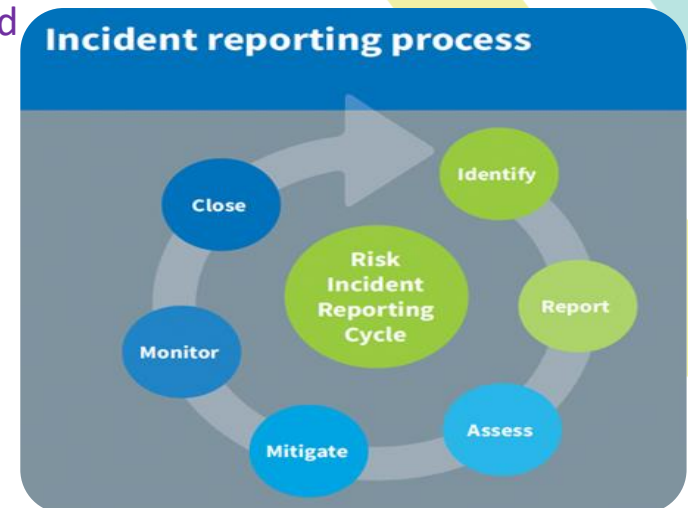 d
Incident reporting process
Identify
Report
Assess
Mitigate
Monitor
Close
Risk
Incident
Reporting
Cycle